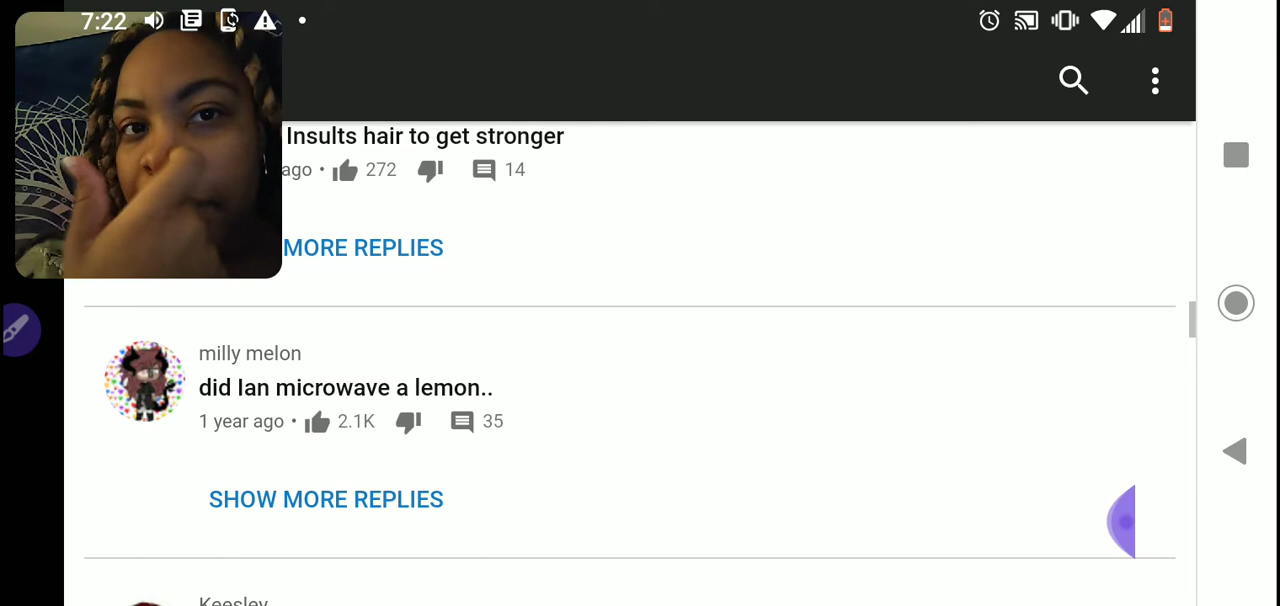 7:22
Insults hair to get stronger
ago • 272 14
MORE REPLIES
milly melon
did Ian microwave a lemon..
1 year ago • 2.1K 35
SHOW MORE REPLIES
Keesley